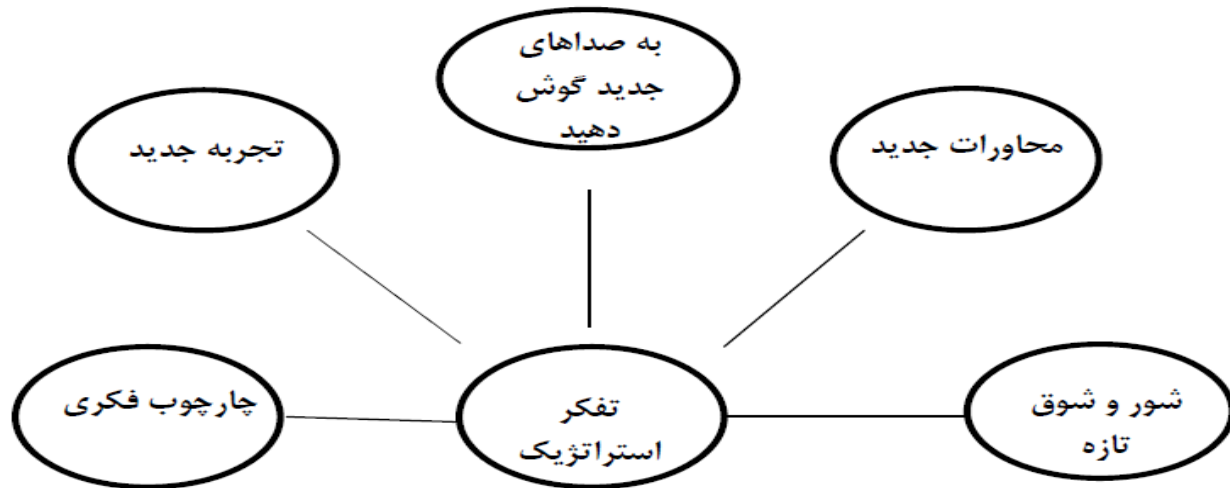 به صداهای
جدید گوش
دهید
محاورات جدید
تجربه جدید
شور و شوق
تازه
تفکر
استراتژیک
چارچوب فکری